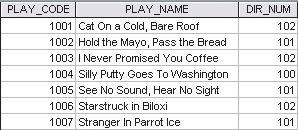 PLAY_CODE PLAY_NAME DIR_NUM
1001 Cat On a Cold, Bare Roof 102
1002 Hold the Mayo, Pass the Bread 101
1003 I Never Promised You Coffee 102
1004 Silly Putty Goes To Washington 100
1005 See No Sound, Hear No Sight 101
1006 Starstruck in Biloxi 102
1007 Stranger In Parrot Ice 101